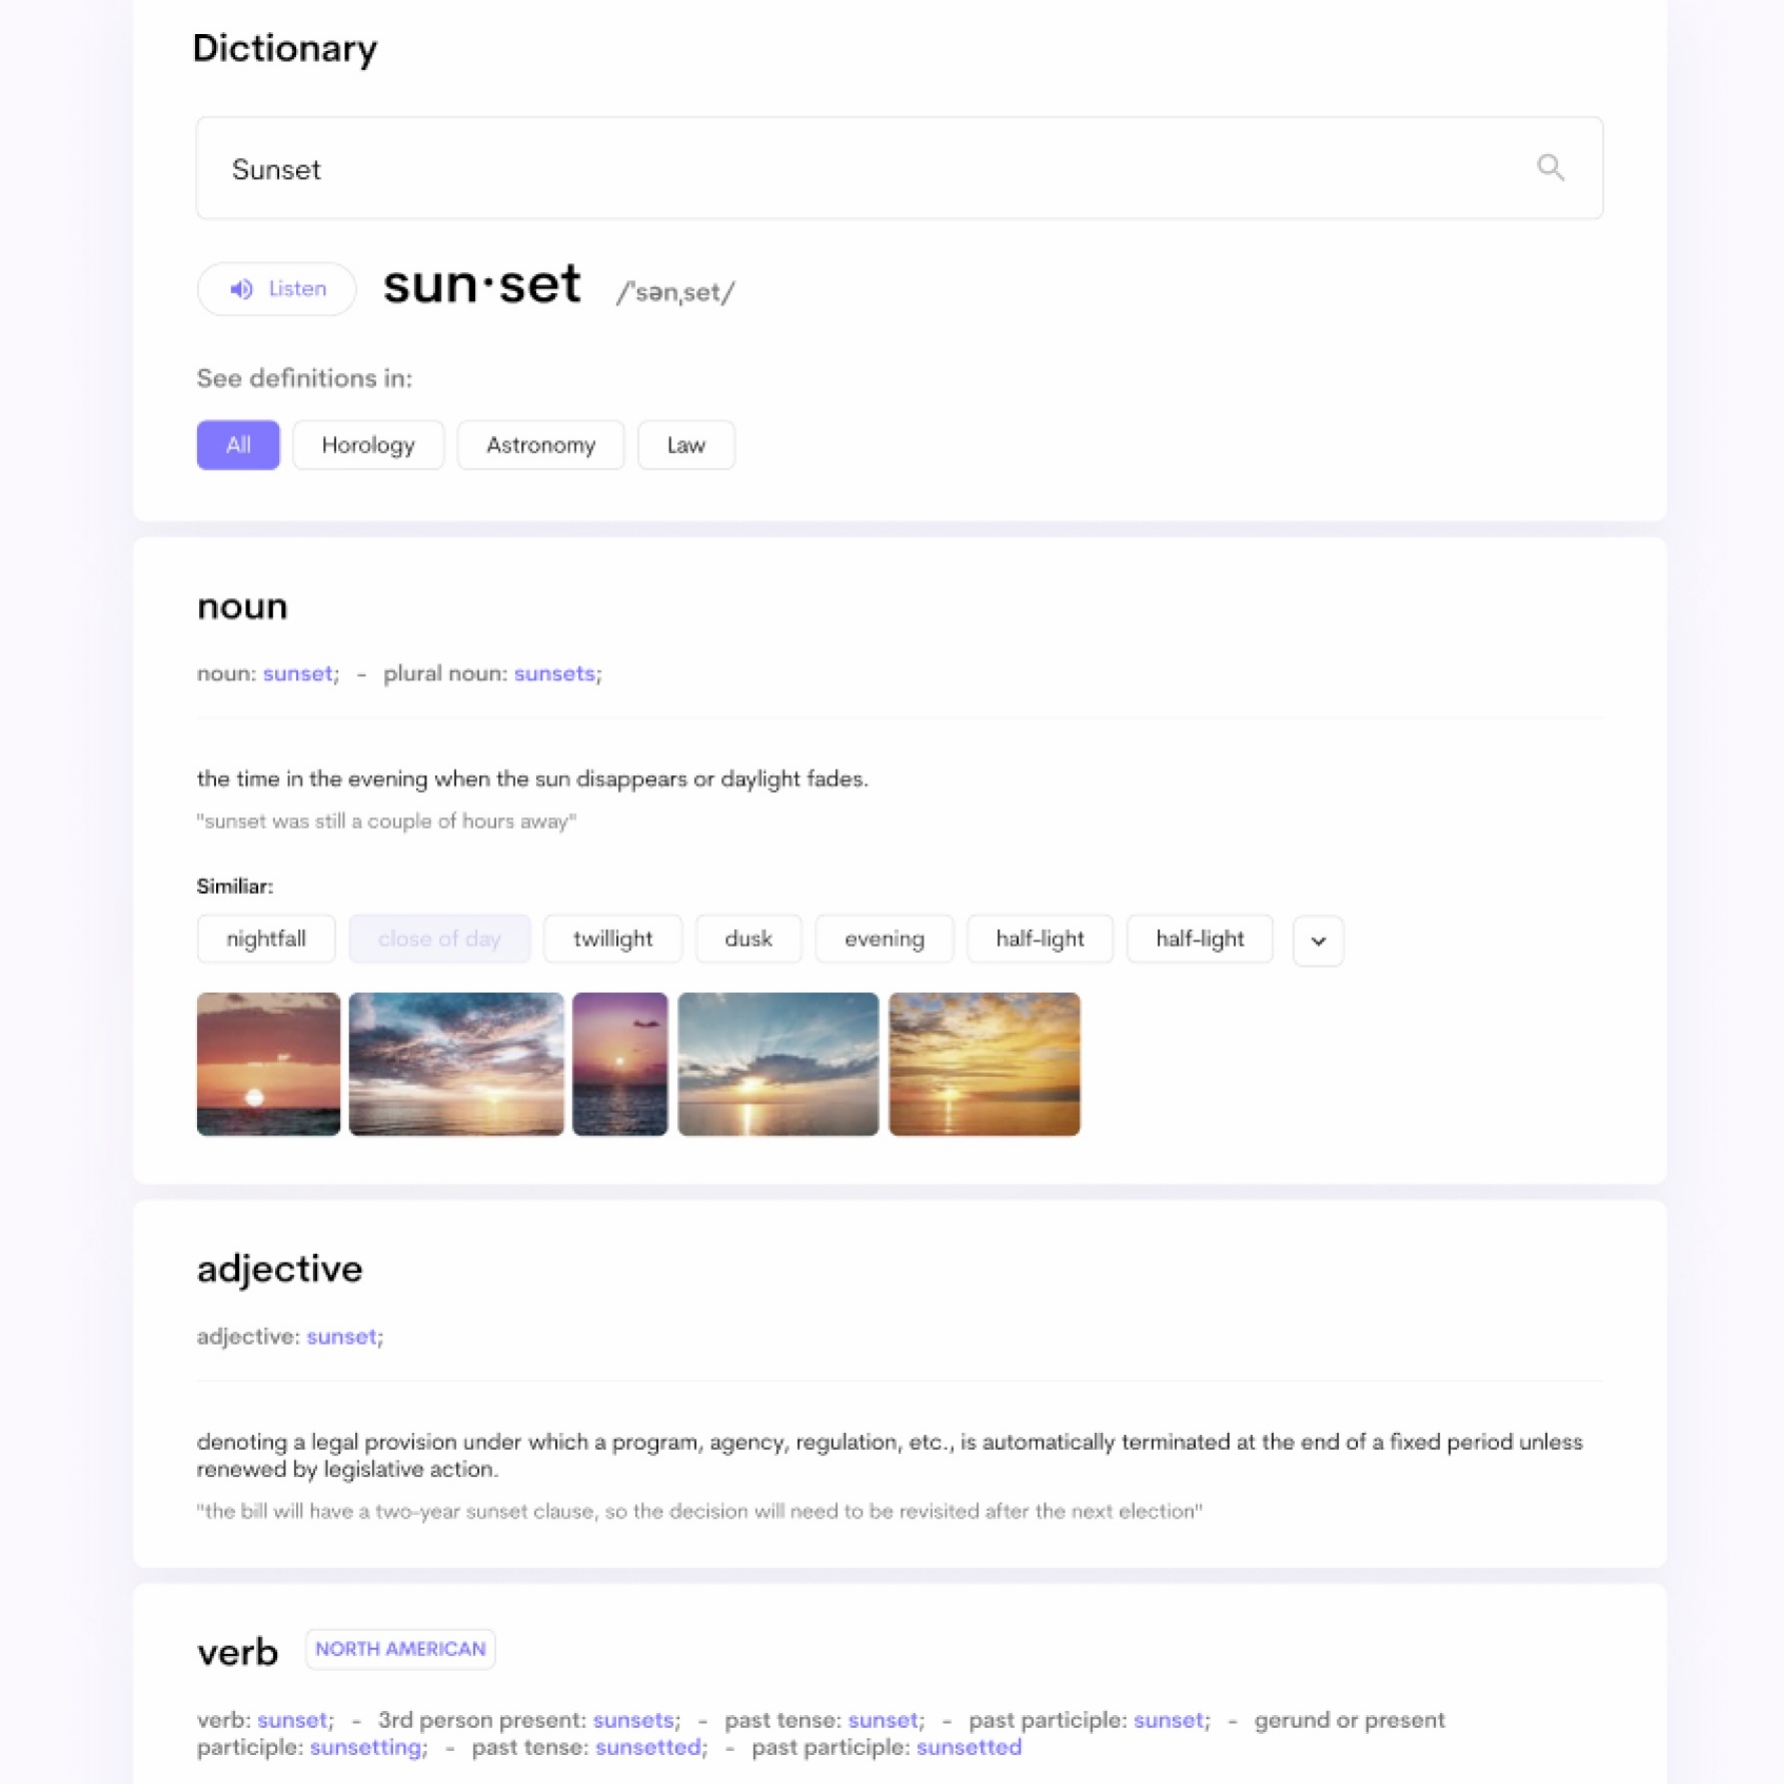 Dictionary
Sunset
Listen sun·set /ˈsənˌset/
See definitions in:
All Horology Astronomy Law
noun
noun: sunset; - plural noun: sunsets;
the time in the evening when the sun disappears or daylight fades.
"sunset was still a couple of hours away"
Similiar:
nightfall close of day twillight dusk evening half-light half-light
adjective
adjective: sunset;
denoting a legal provision under which a program, agency, regulation, etc., is automatically terminated at the end of a fixed period unless
renewed by legislative action.
"the bill will have a two-year sunset clause, so the decision will need to be revisited after the next election"
verb NORTH AMERICAN
verb: sunset; - 3rd person present: sunsets; - past tense: sunset; - past participle: sunset; - gerund or present
participle: sunsetting; - past tense: sunsetted; - past participle: sunsetted